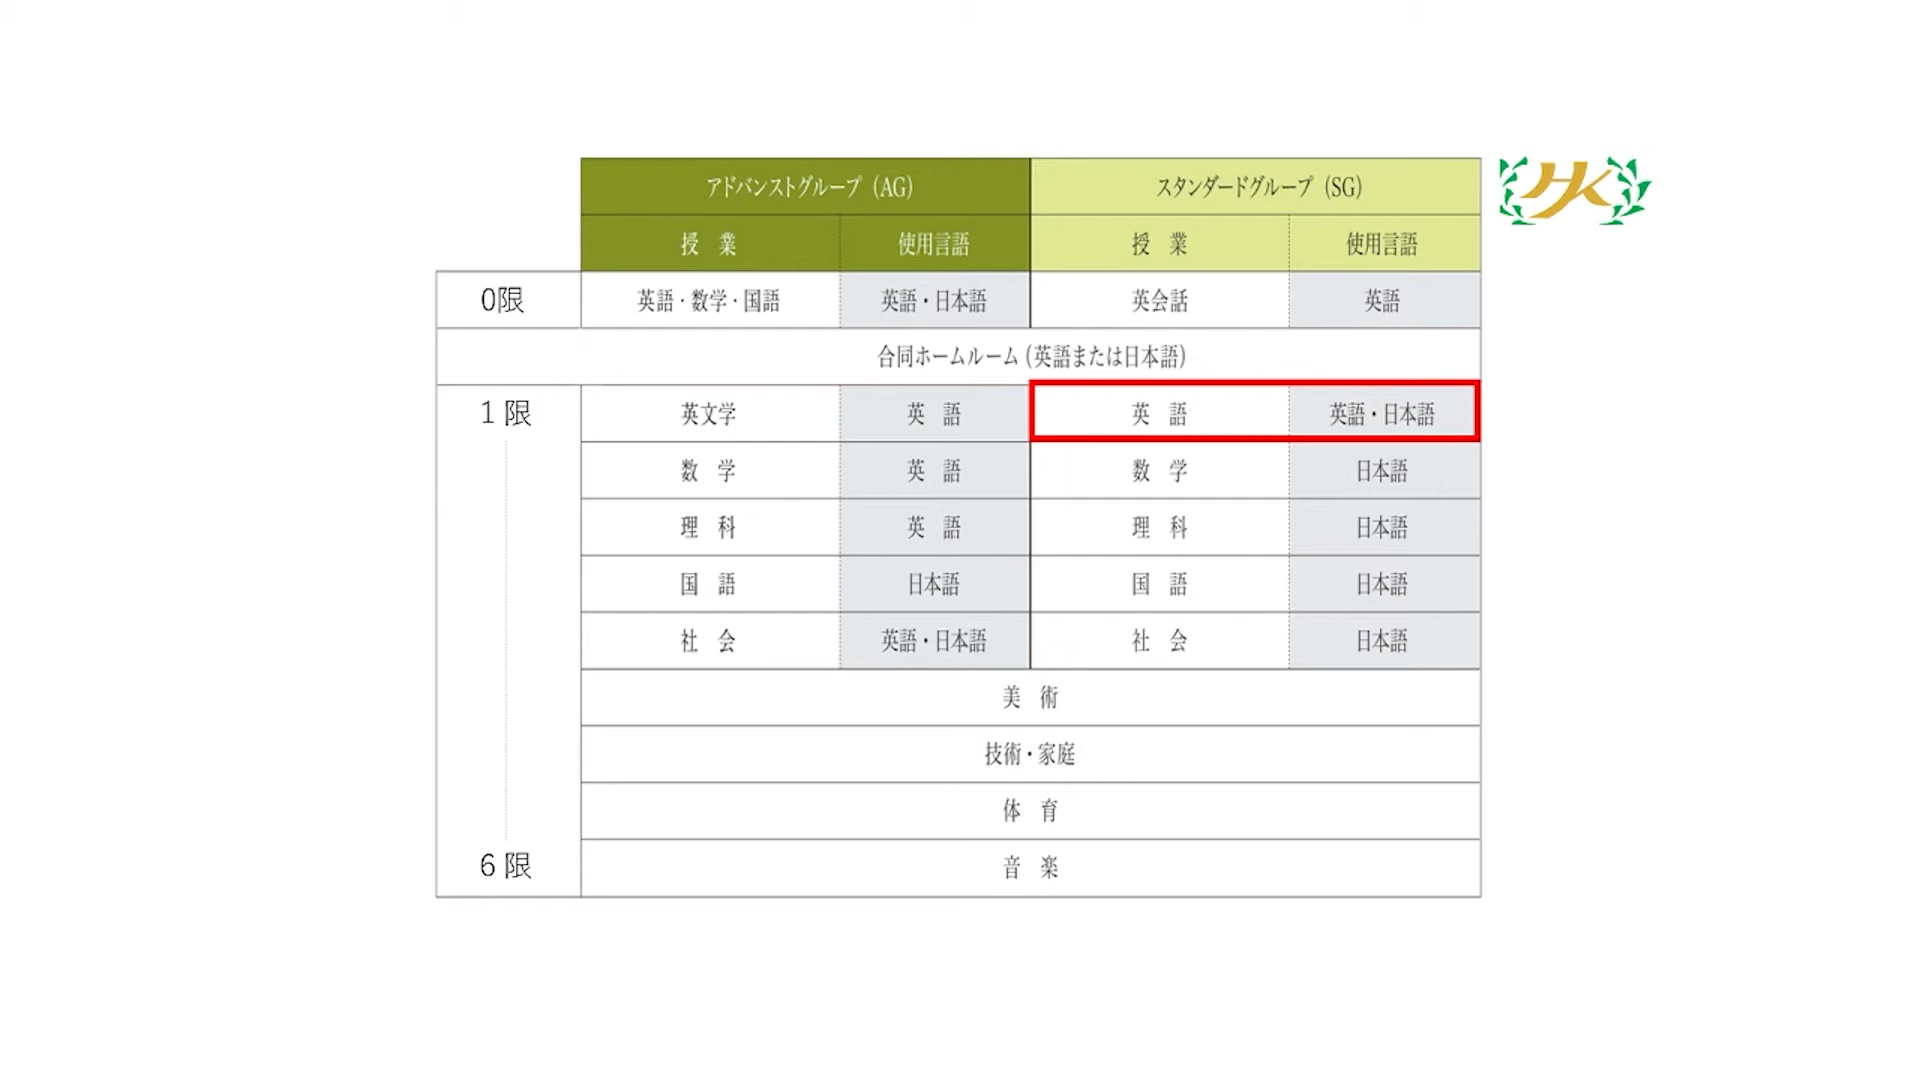 アドバンストグループ（AG） スタンダードグループ（SG）
授　業 使用言語 授　業 使用言語
0限 英語・数学・国語 英語・日本語 英会話 英語
合同ホームルーム（英語または日本語）
1限 英文学 英　語 英　語 英語・日本語
数　学 英　語 数　学 日本語
理　科 英　語 理　科 日本語
国　語 日本語 国　語 日本語
社　会 英語・日本語 社　会 日本語
美　術
技術・家庭
体　育
6限 音　楽
HK